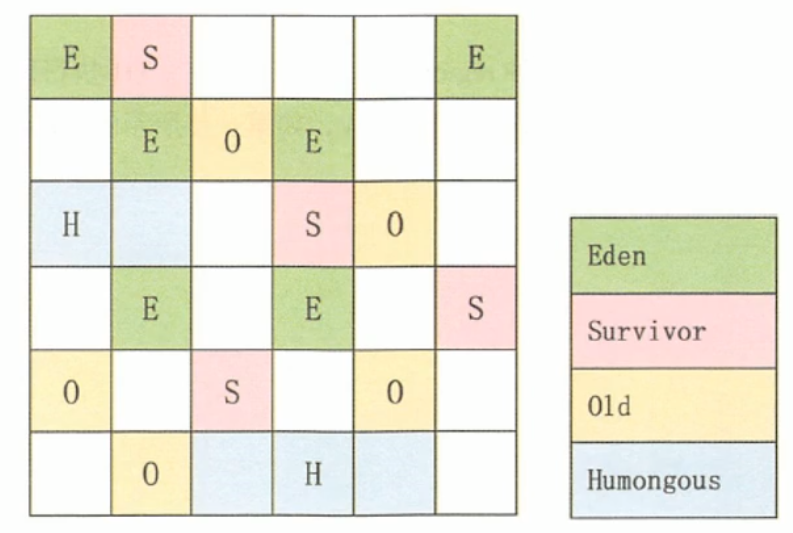 E S E
E O E
H S O
E E S
O S O
O H
Eden
Survivor
Old
Humongous